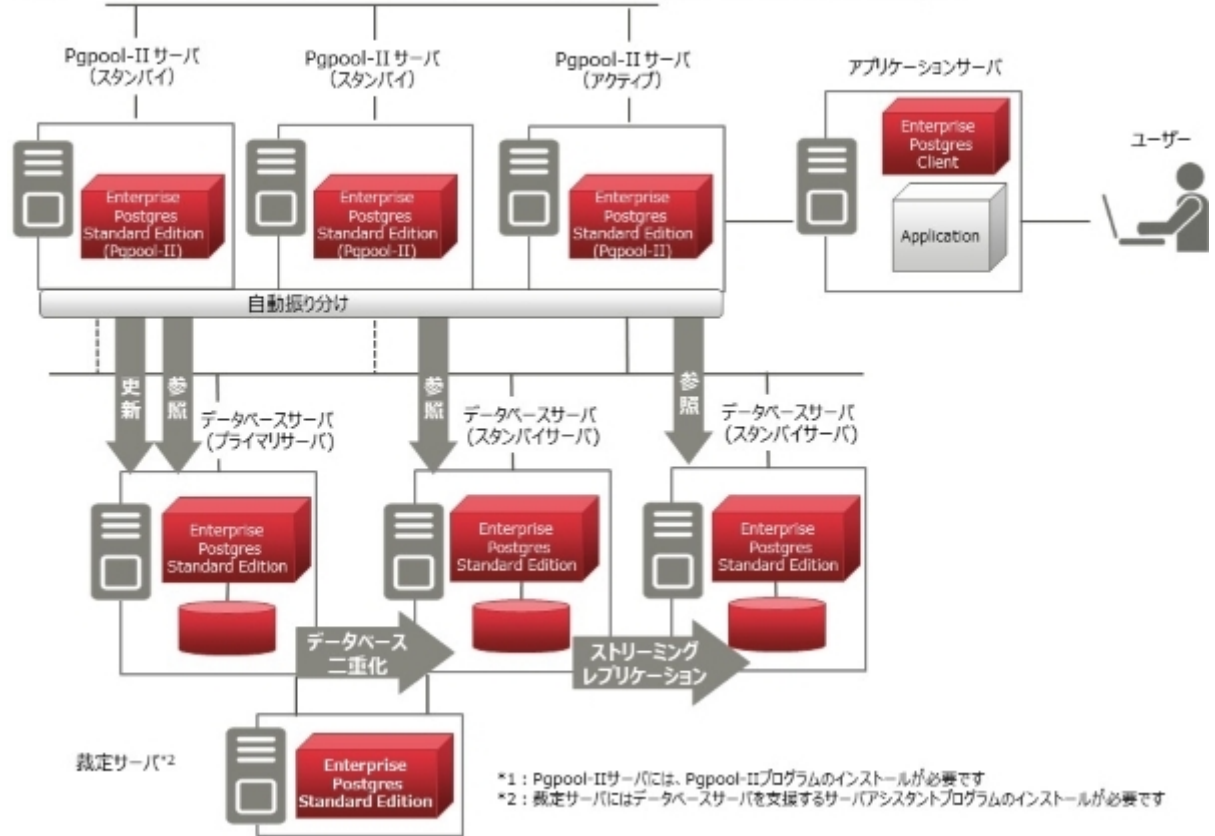 Pgpool-II サーバ
(スタンバイ)
Pgpool-II サーバ
(スタンバイ)
Pgpool-II サーバ
(アクティブ)
アプリケーションサーバ
ユーザー
Enterprise
Postgres
Standard Edition
(Pgpool-II)
Enterprise
Postgres
Standard Edition
(Pgpool-II)
Enterprise
Postgres
Standard Edition
(Pgpool-II)
Enterprise
Postgres
Client
Application
自動振り分け
更新
参照
参照
参照
データベースサーバ
(プライマリサーバ)
データベースサーバ
(スタンバイサーバ)
データベースサーバ
(スタンバイサーバ)
Enterprise
Postgres
Standard Edition
Enterprise
Postgres
Standard Edition
Enterprise
Postgres
Standard Edition
データベース
二重化
ストリーミング
レプリケーション
裁定サーバ*2
Enterprise
Postgres
Standard Edition
*1:Pgpool-IIサーバには、Pgpool-IIプログラムのインストールが必要です
*2:裁定サーバにはデータベースサーバを支援するサーバアシスタントプログラムのインストールが必要です